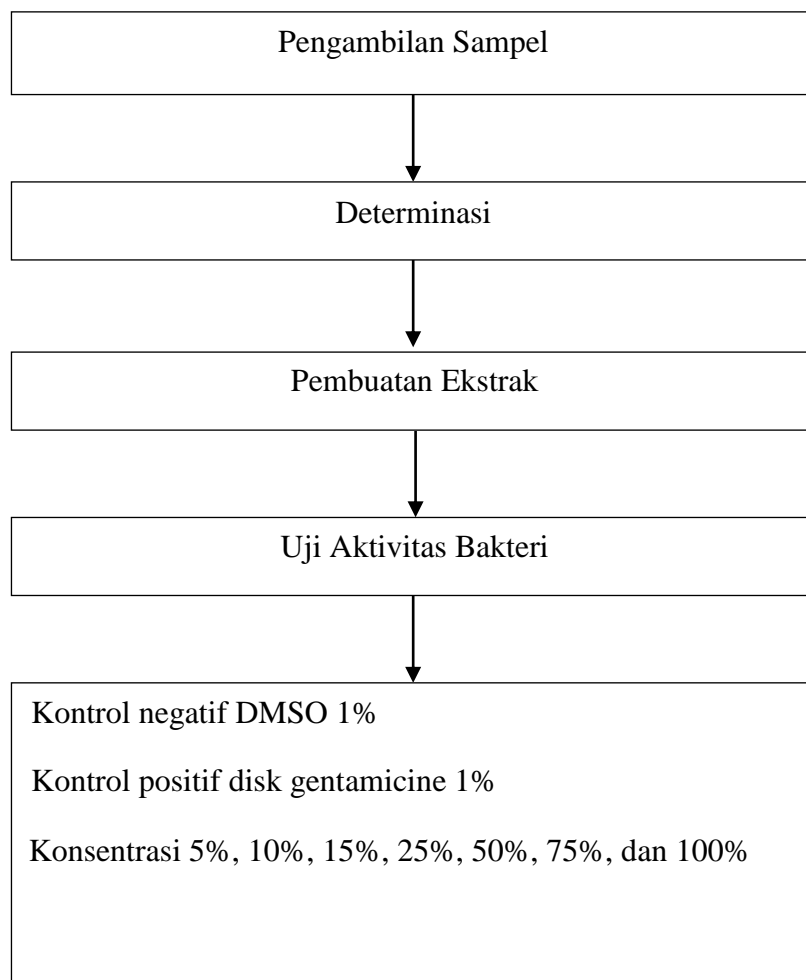 Pengambilan Sampel
Determinasi
Pembuatan Ekstrak
Uji Aktivitas Bakteri
Kontrol negatif DMSO 1%
Kontrol positif disk gentamicine 1%
Konsentrasi 5%, 10%, 15%, 25%, 50%, 75%, dan 100%